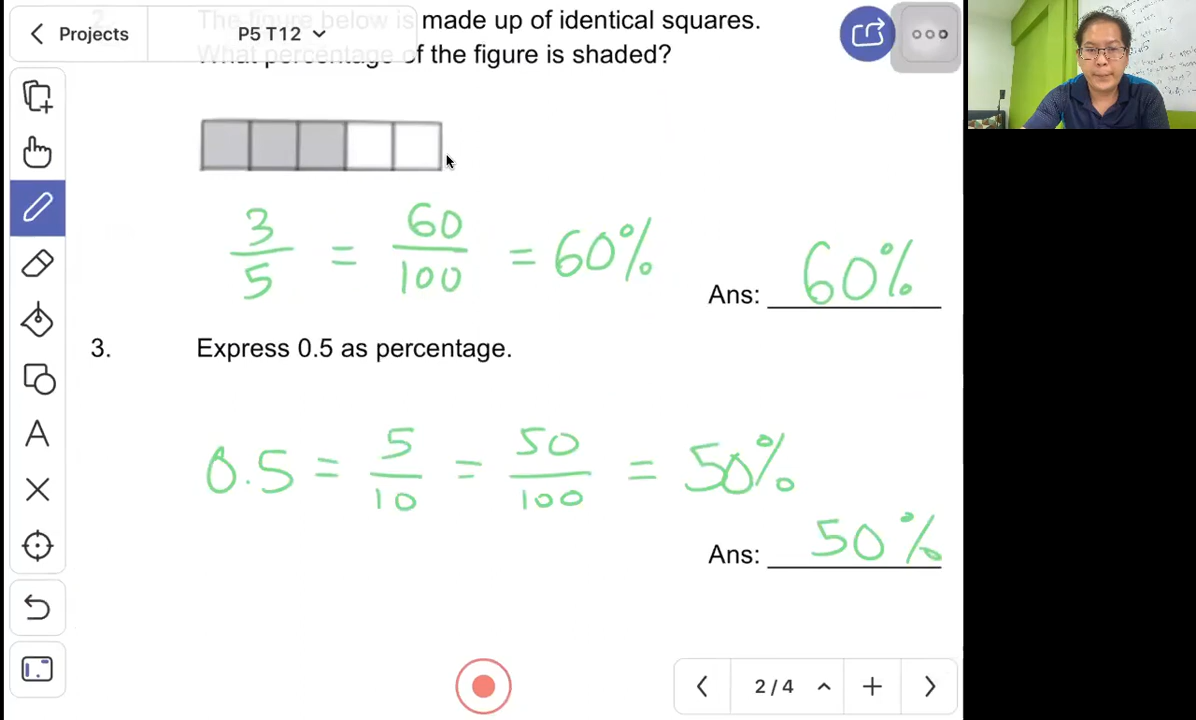 Projects
P5 T12
2. The figure below is made up of identical squares.
What percentage of the figure is shaded?
3/5 = 60/100 = 60%
Ans: 60%
3. Express 0.5 as percentage.
0.5 = 5/10 = 50/100 = 50%
Ans: 50%
A
2 / 4